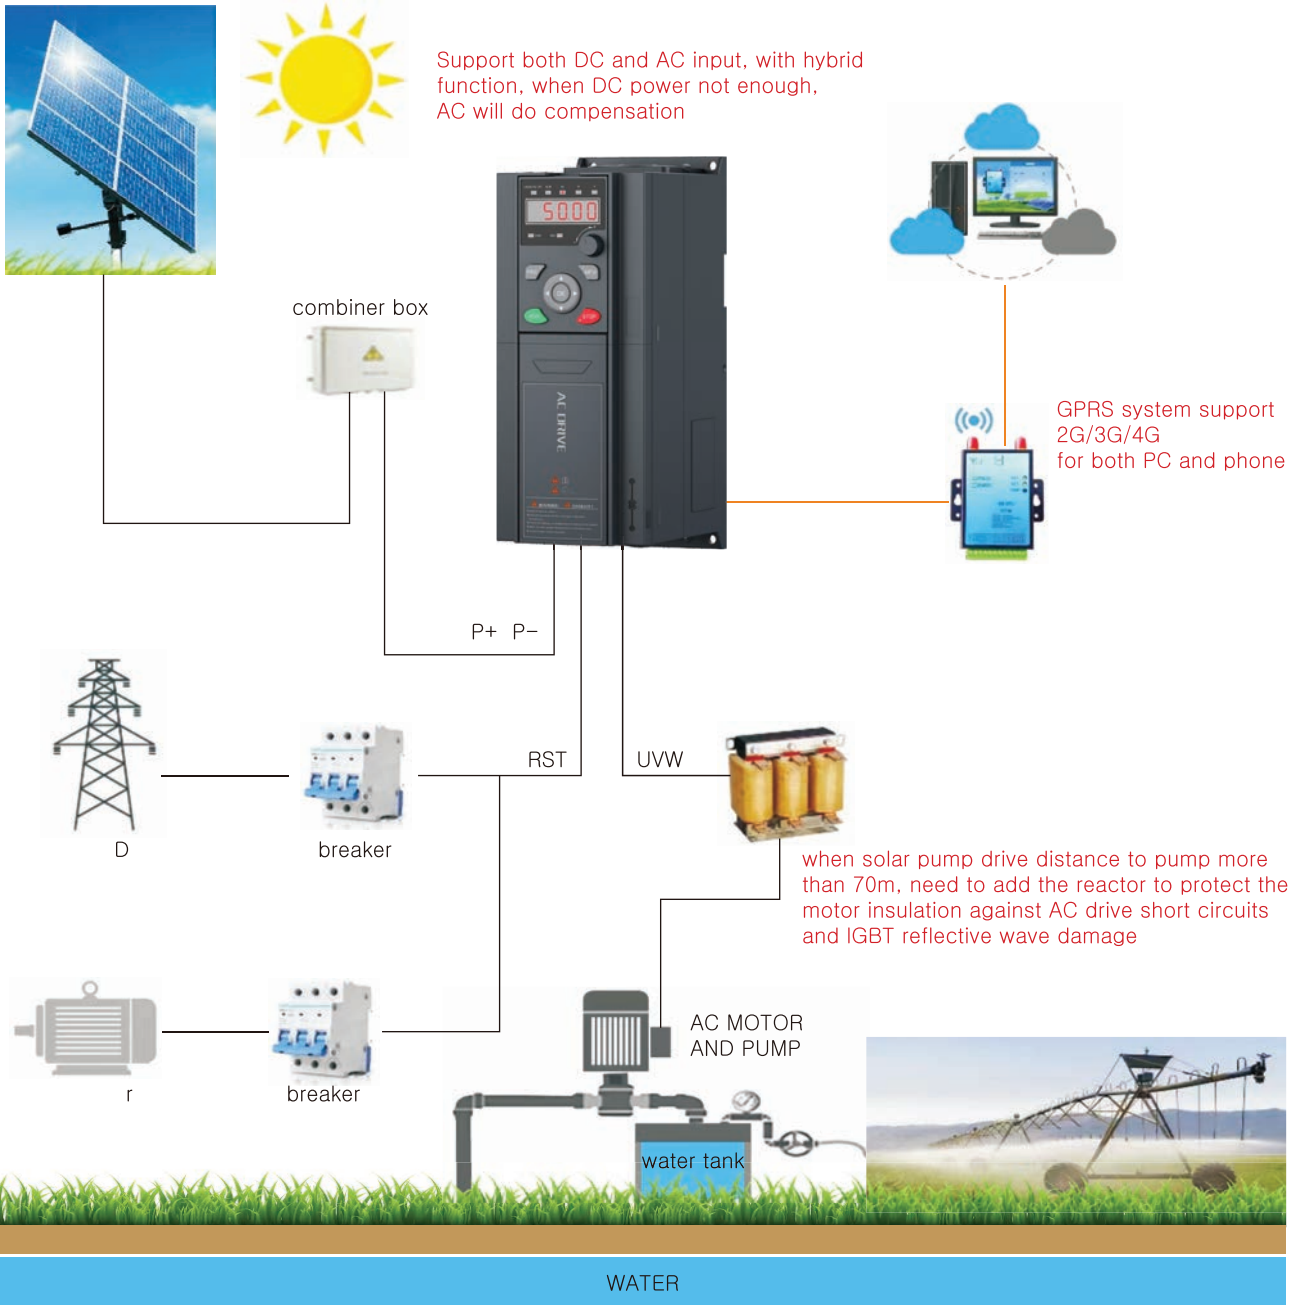 Support both DC and AC input, with hybrid
function, when DC power not enough,
AC will do compensation
50.00
combiner box
STOP
AC DRIVE
GPRS system support
2G/3G/4G
for both PC and phone
P+ P-
RST
UVW
D
breaker
when solar pump drive distance to pump more
than 70m, need to add the reactor to protect the
motor insulation against AC drive short circuits
and IGBT reflective wave damage
AC MOTOR
AND PUMP
r
breaker
water tank
WATER